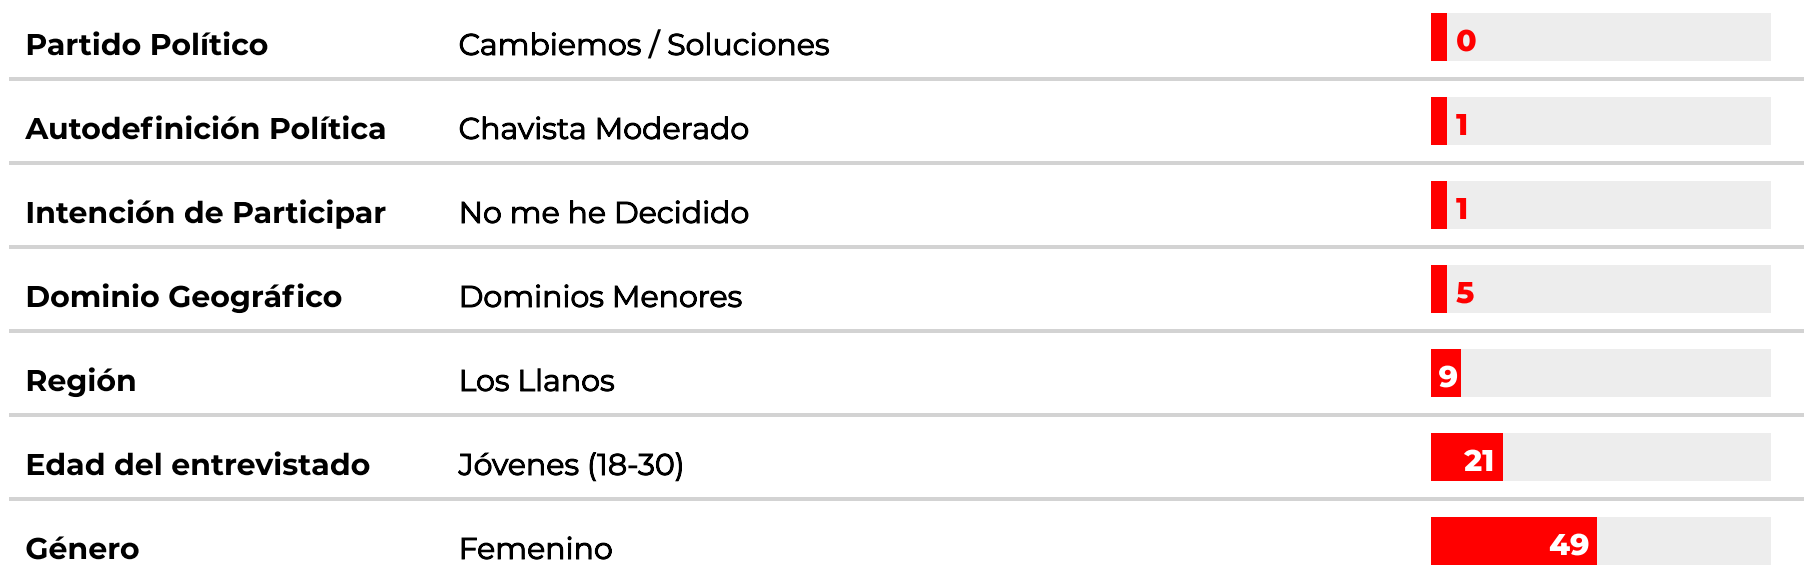 Partido Político Cambiemos / Soluciones 0
Autodefinición Política Chavista Moderado 1
Intención de Participar No me he Decidido 1
Dominio Geográfico Dominios Menores 5
Región Los Llanos 9
Edad del entrevistado Jóvenes (18-30) 21
Género Femenino 49